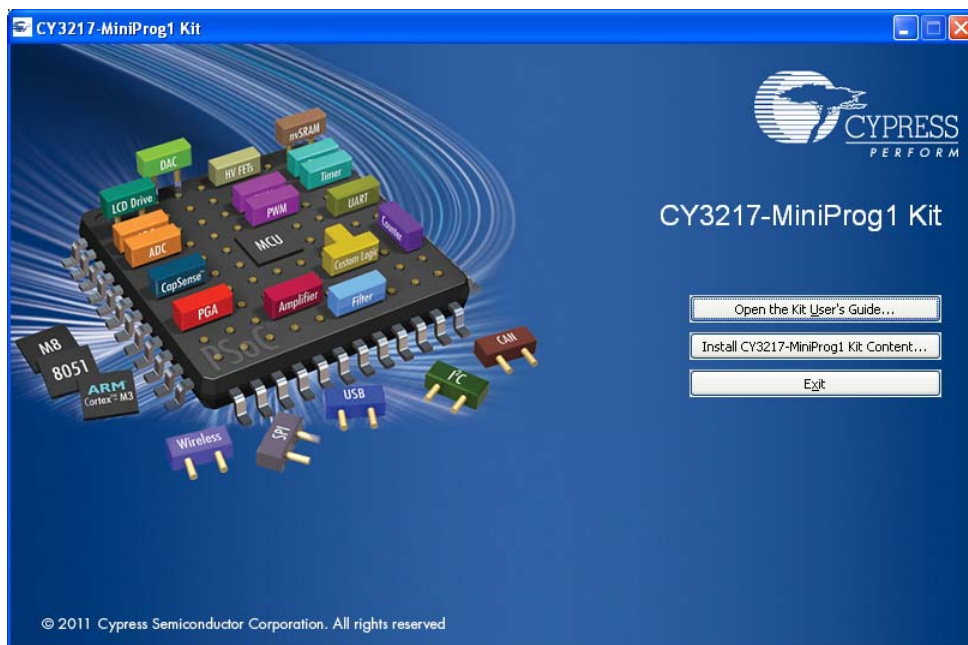 CY3217-MiniProg1 Kit
CYPRESS
PERFORM
CY3217-MiniProg1 Kit
Open the Kit User's Guide...
Install CY3217-MiniProg1 Kit Content...
Exit
nvSRAM
DAC
HV FETs
Timer
LCD Drive
PWM
UART
ADC
MCU
Counter
Custom Logic
CapSense™
PGA
Amplifier
Filter
PSoC
M8
8051
ARM
Cortex™ M3
CAN
I²C
USB
SPI
Wireless
© 2011 Cypress Semiconductor Corporation. All rights reserved